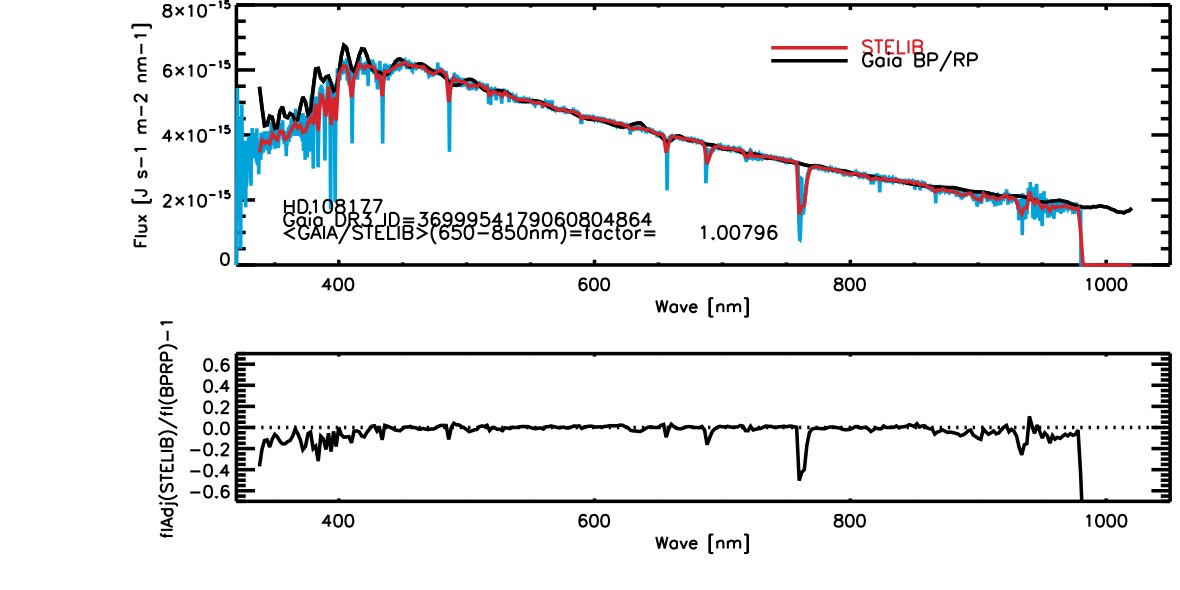 8×10⁻¹⁵
6×10⁻¹⁵
4×10⁻¹⁵
2×10⁻¹⁵
0
Flux [J s−1 m−2 nm−1]
STELIB
Gaia BP/RP
HD108177
Gaia DR3 ID=3699954179060804864
<GAIA/STELIB>(650−850nm)=factor= 1.00796
400 600 800 1000
Wave [nm]
flAdj(STELIB)/fl(BPRP)−1
0.6
0.4
0.2
0.0
−0.2
−0.4
−0.6
400 600 800 1000
Wave [nm]